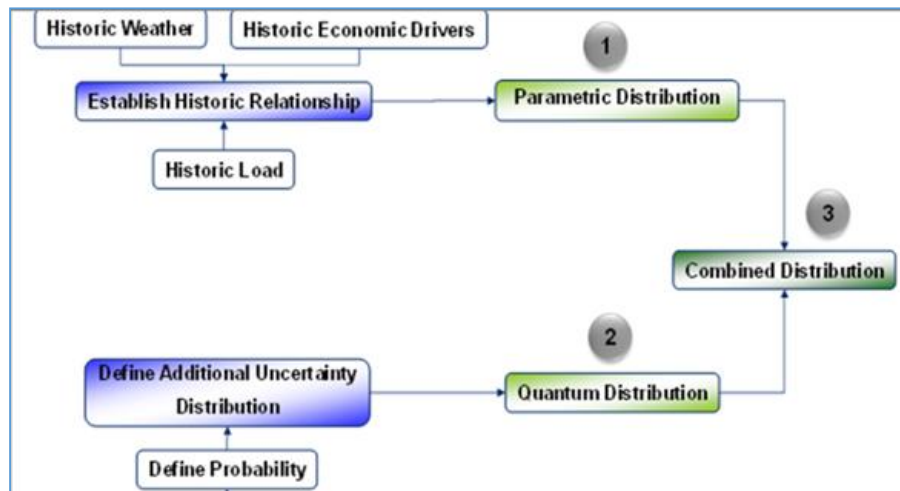 Historic Weather
Historic Economic Drivers
1
Establish Historic Relationship
Parametric Distribution
Historic Load
3
Combined Distribution
2
Define Additional Uncertainty
Distribution
Quantum Distribution
Define Probability